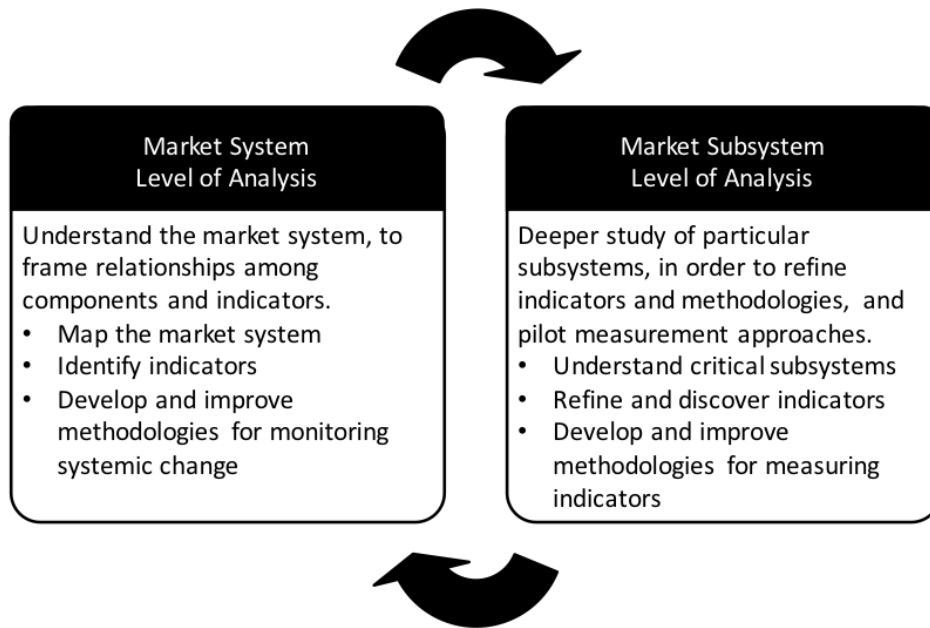 Market System
Level of Analysis
Understand the market system, to
frame relationships among
components and indicators.
• Map the market system
• Identify indicators
• Develop and improve
methodologies for monitoring
systemic change
Market Subsystem
Level of Analysis
Deeper study of particular
subsystems, in order to refine
indicators and methodologies, and
pilot measurement approaches.
• Understand critical subsystems
• Refine and discover indicators
• Develop and improve
methodologies for measuring
indicators